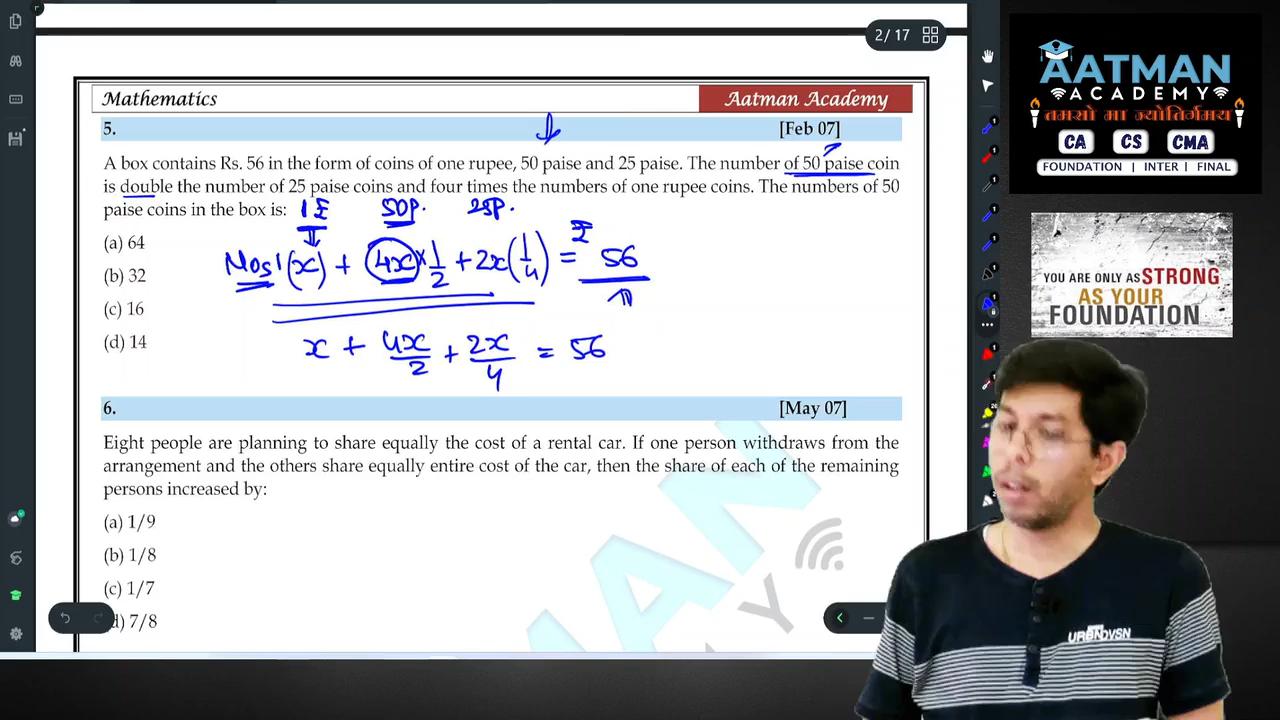 2 / 17
Mathematics
Aatman Academy
5.
[Feb 07]
A box contains Rs. 56 in the form of coins of one rupee, 50 paise and 25 paise. The number of 50 paise coin
is double the number of 25 paise coins and four times the numbers of one rupee coins. The numbers of 50
paise coins in the box is:
50P.
25P.
(a) 64
(b) 32
(c) 16
(d) 14
(x) + 4x × 1/2 + 2x(1/4) = ₹ 56
x + 4x/2 + 2x/4 = 56
6.
[May 07]
Eight people are planning to share equally the cost of a rental car. If one person withdraws from the
arrangement and the others share equally entire cost of the car, then the share of each of the remaining
persons increased by:
(a) 1/9
(b) 1/8
(c) 1/7
(d) 7/8
AATMAN
ACADEMY
तमसो मा ज्योतिर्गमय
CA
CS
CMA
FOUNDATION | INTER | FINAL
YOU ARE ONLY AS STRONG
AS YOUR
FOUNDATION
URBNDVSN